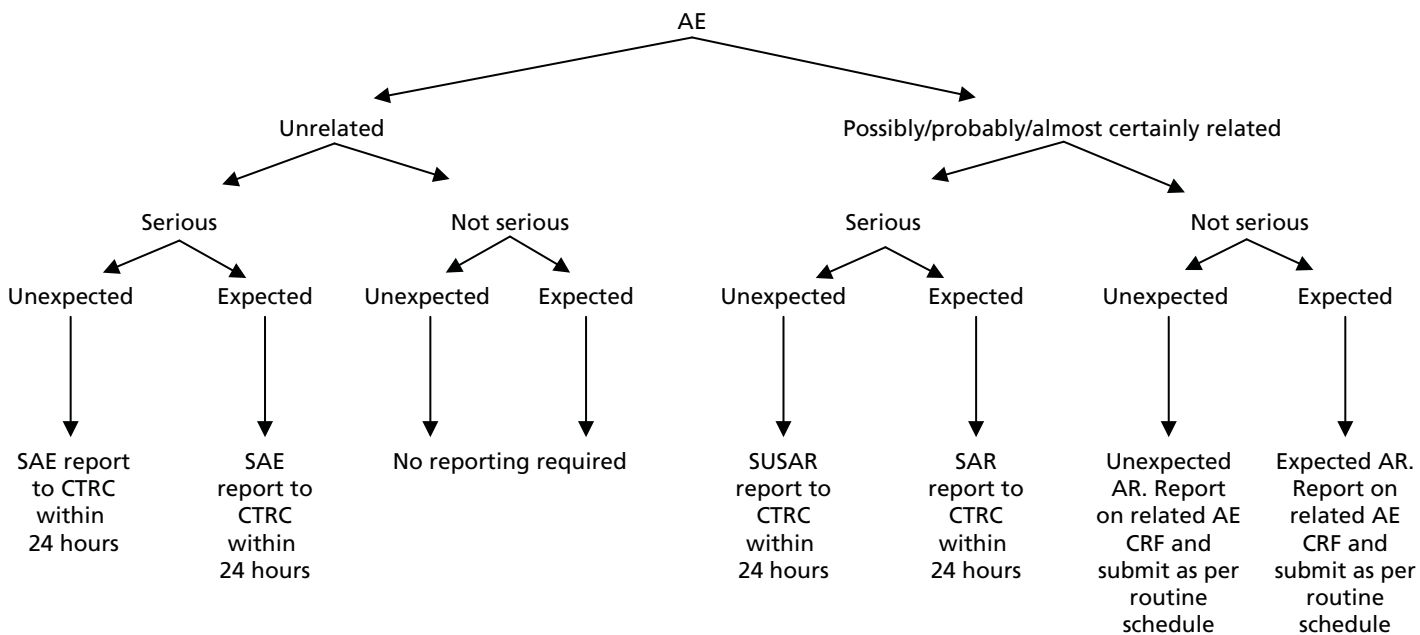 AE
Unrelated
Possibly/probably/almost certainly related
Serious
Not serious
Serious
Not serious
Unexpected
Expected
Unexpected
Expected
Unexpected
Expected
Unexpected
Expected
SAE report
to CTRC
within
24 hours
SAE
report to
CTRC
within
24 hours
No reporting required
SUSAR
report to
CTRC
within
24 hours
SAR
report to
CTRC
within
24 hours
Unexpected
AR. Report
on related AE
CRF and
submit as per
routine
schedule
Expected AR.
Report on
related AE
CRF and
submit as per
routine
schedule